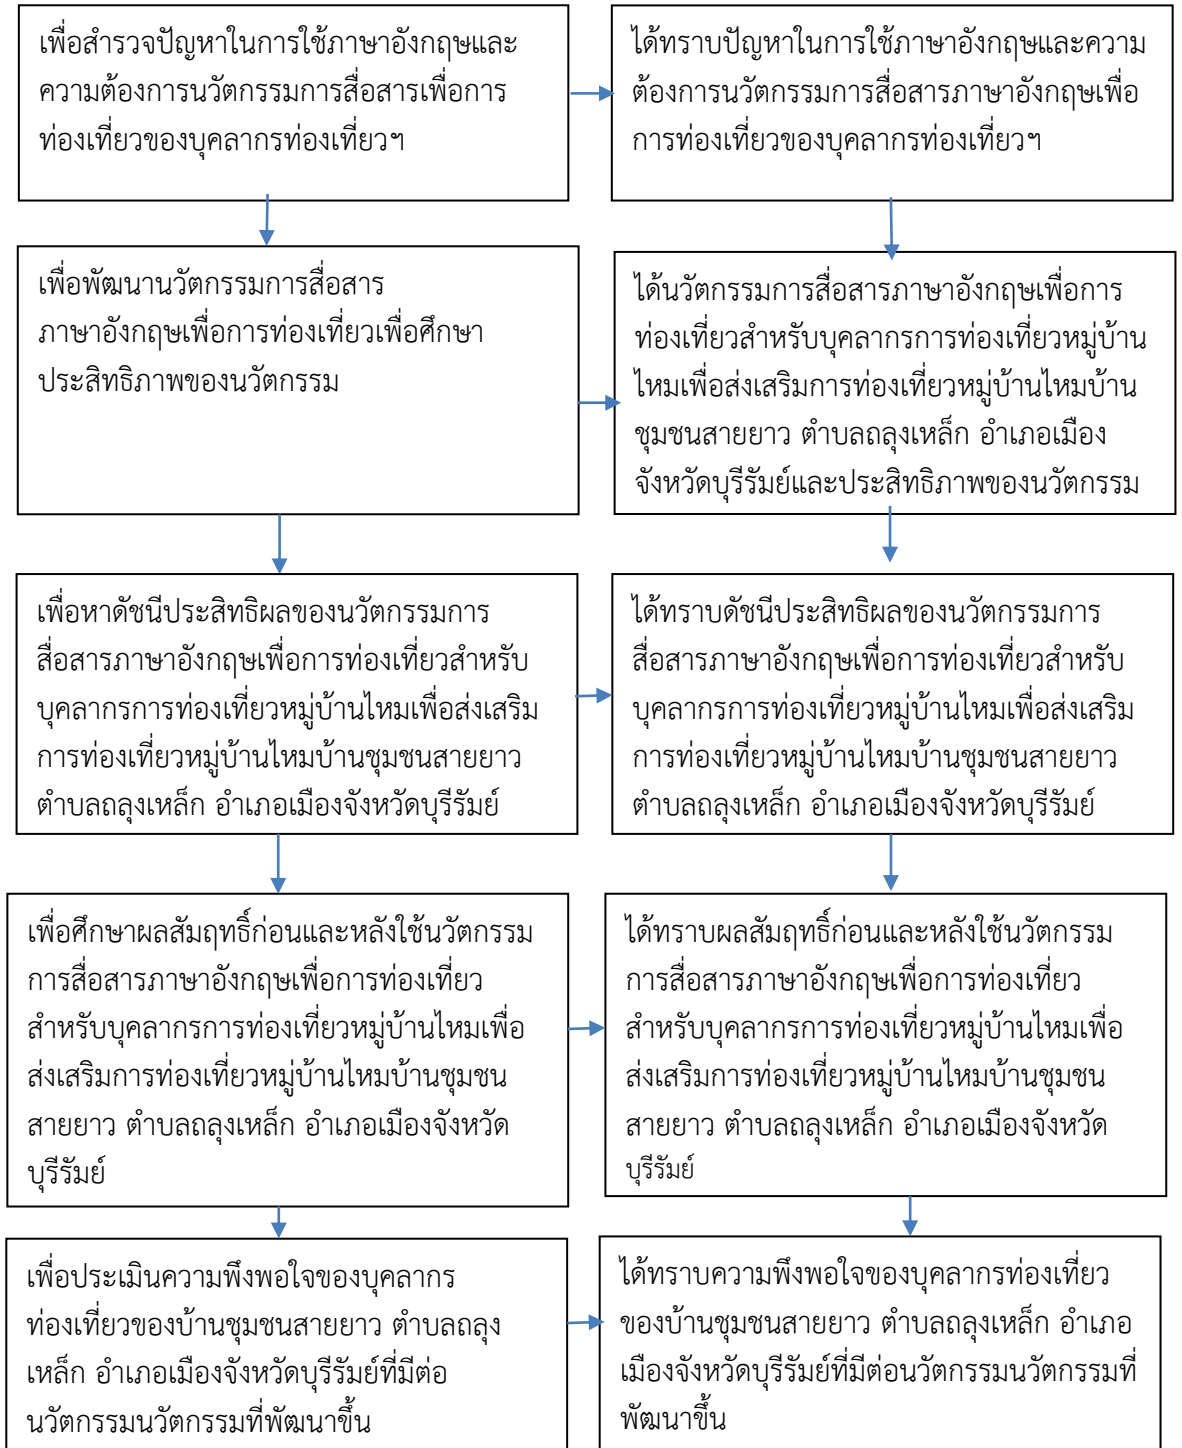 เพื่อสำรวจปัญหาในการใช้ภาษาอังกฤษและ
ความต้องการนวัตกรรมการสื่อสารเพื่อการ
ท่องเที่ยวของบุคลากรท่องเที่ยวฯ
ได้ทราบปัญหาในการใช้ภาษาอังกฤษและความ
ต้องการนวัตกรรมการสื่อสารภาษาอังกฤษเพื่อ
การท่องเที่ยวของบุคลากรท่องเที่ยวฯ
เพื่อพัฒนานวัตกรรมการสื่อสาร
ภาษาอังกฤษเพื่อการท่องเที่ยวเพื่อศึกษา
ประสิทธิภาพของนวัตกรรม
ได้นวัตกรรมการสื่อสารภาษาอังกฤษเพื่อการ
ท่องเที่ยวสำหรับบุคลากรการท่องเที่ยวหมู่บ้าน
ไหมเพื่อส่งเสริมการท่องเที่ยวหมู่บ้านไหมบ้าน
ชุมชนสายยาว ตำบลถลุงเหล็ก อำเภอเมือง
จังหวัดบุรีรัมย์และประสิทธิภาพของนวัตกรรม
เพื่อหาดัชนีประสิทธิผลของนวัตกรรมการ
สื่อสารภาษาอังกฤษเพื่อการท่องเที่ยวสำหรับ
บุคลากรการท่องเที่ยวหมู่บ้านไหมเพื่อส่งเสริม
การท่องเที่ยวหมู่บ้านไหมบ้านชุมชนสายยาว
ตำบลถลุงเหล็ก อำเภอเมืองจังหวัดบุรีรัมย์
ได้ทราบดัชนีประสิทธิผลของนวัตกรรมการ
สื่อสารภาษาอังกฤษเพื่อการท่องเที่ยวสำหรับ
บุคลากรการท่องเที่ยวหมู่บ้านไหมเพื่อส่งเสริม
การท่องเที่ยวหมู่บ้านไหมบ้านชุมชนสายยาว
ตำบลถลุงเหล็ก อำเภอเมืองจังหวัดบุรีรัมย์
เพื่อศึกษาผลสัมฤทธิ์ก่อนและหลังใช้นวัตกรรม
การสื่อสารภาษาอังกฤษเพื่อการท่องเที่ยว
สำหรับบุคลากรการท่องเที่ยวหมู่บ้านไหมเพื่อ
ส่งเสริมการท่องเที่ยวหมู่บ้านไหมบ้านชุมชน
สายยาว ตำบลถลุงเหล็ก อำเภอเมืองจังหวัด
บุรีรัมย์
ได้ทราบผลสัมฤทธิ์ก่อนและหลังใช้นวัตกรรม
การสื่อสารภาษาอังกฤษเพื่อการท่องเที่ยว
สำหรับบุคลากรการท่องเที่ยวหมู่บ้านไหมเพื่อ
ส่งเสริมการท่องเที่ยวหมู่บ้านไหมบ้านชุมชน
สายยาว ตำบลถลุงเหล็ก อำเภอเมืองจังหวัด
บุรีรัมย์
เพื่อประเมินความพึงพอใจของบุคลากร
ท่องเที่ยวของบ้านชุมชนสายยาว ตำบลถลุง
เหล็ก อำเภอเมืองจังหวัดบุรีรัมย์ที่มีต่อ
นวัตกรรมนวัตกรรมที่พัฒนาขึ้น
ได้ทราบความพึงพอใจของบุคลากรท่องเที่ยว
ของบ้านชุมชนสายยาว ตำบลถลุงเหล็ก อำเภอ
เมืองจังหวัดบุรีรัมย์ที่มีต่อนวัตกรรมนวัตกรรมที่
พัฒนาขึ้น